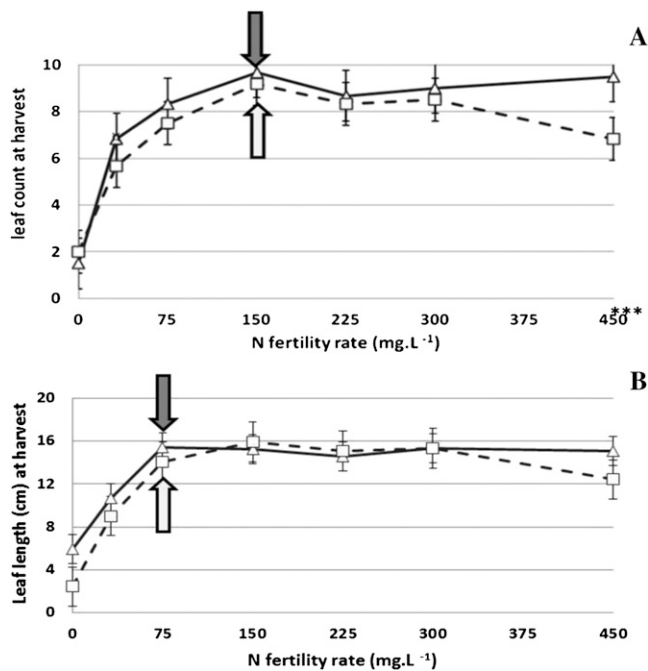 A
10
8
6
4
2
0
leaf count at harvest
0 75 150 225 300 375 450
***
N fertility rate (mg.L -1)
B
20
16
12
8
4
0
Leaf length (cm) at harvest
0 75 150 225 300 375 450
N fertility rate (mg.L -1)